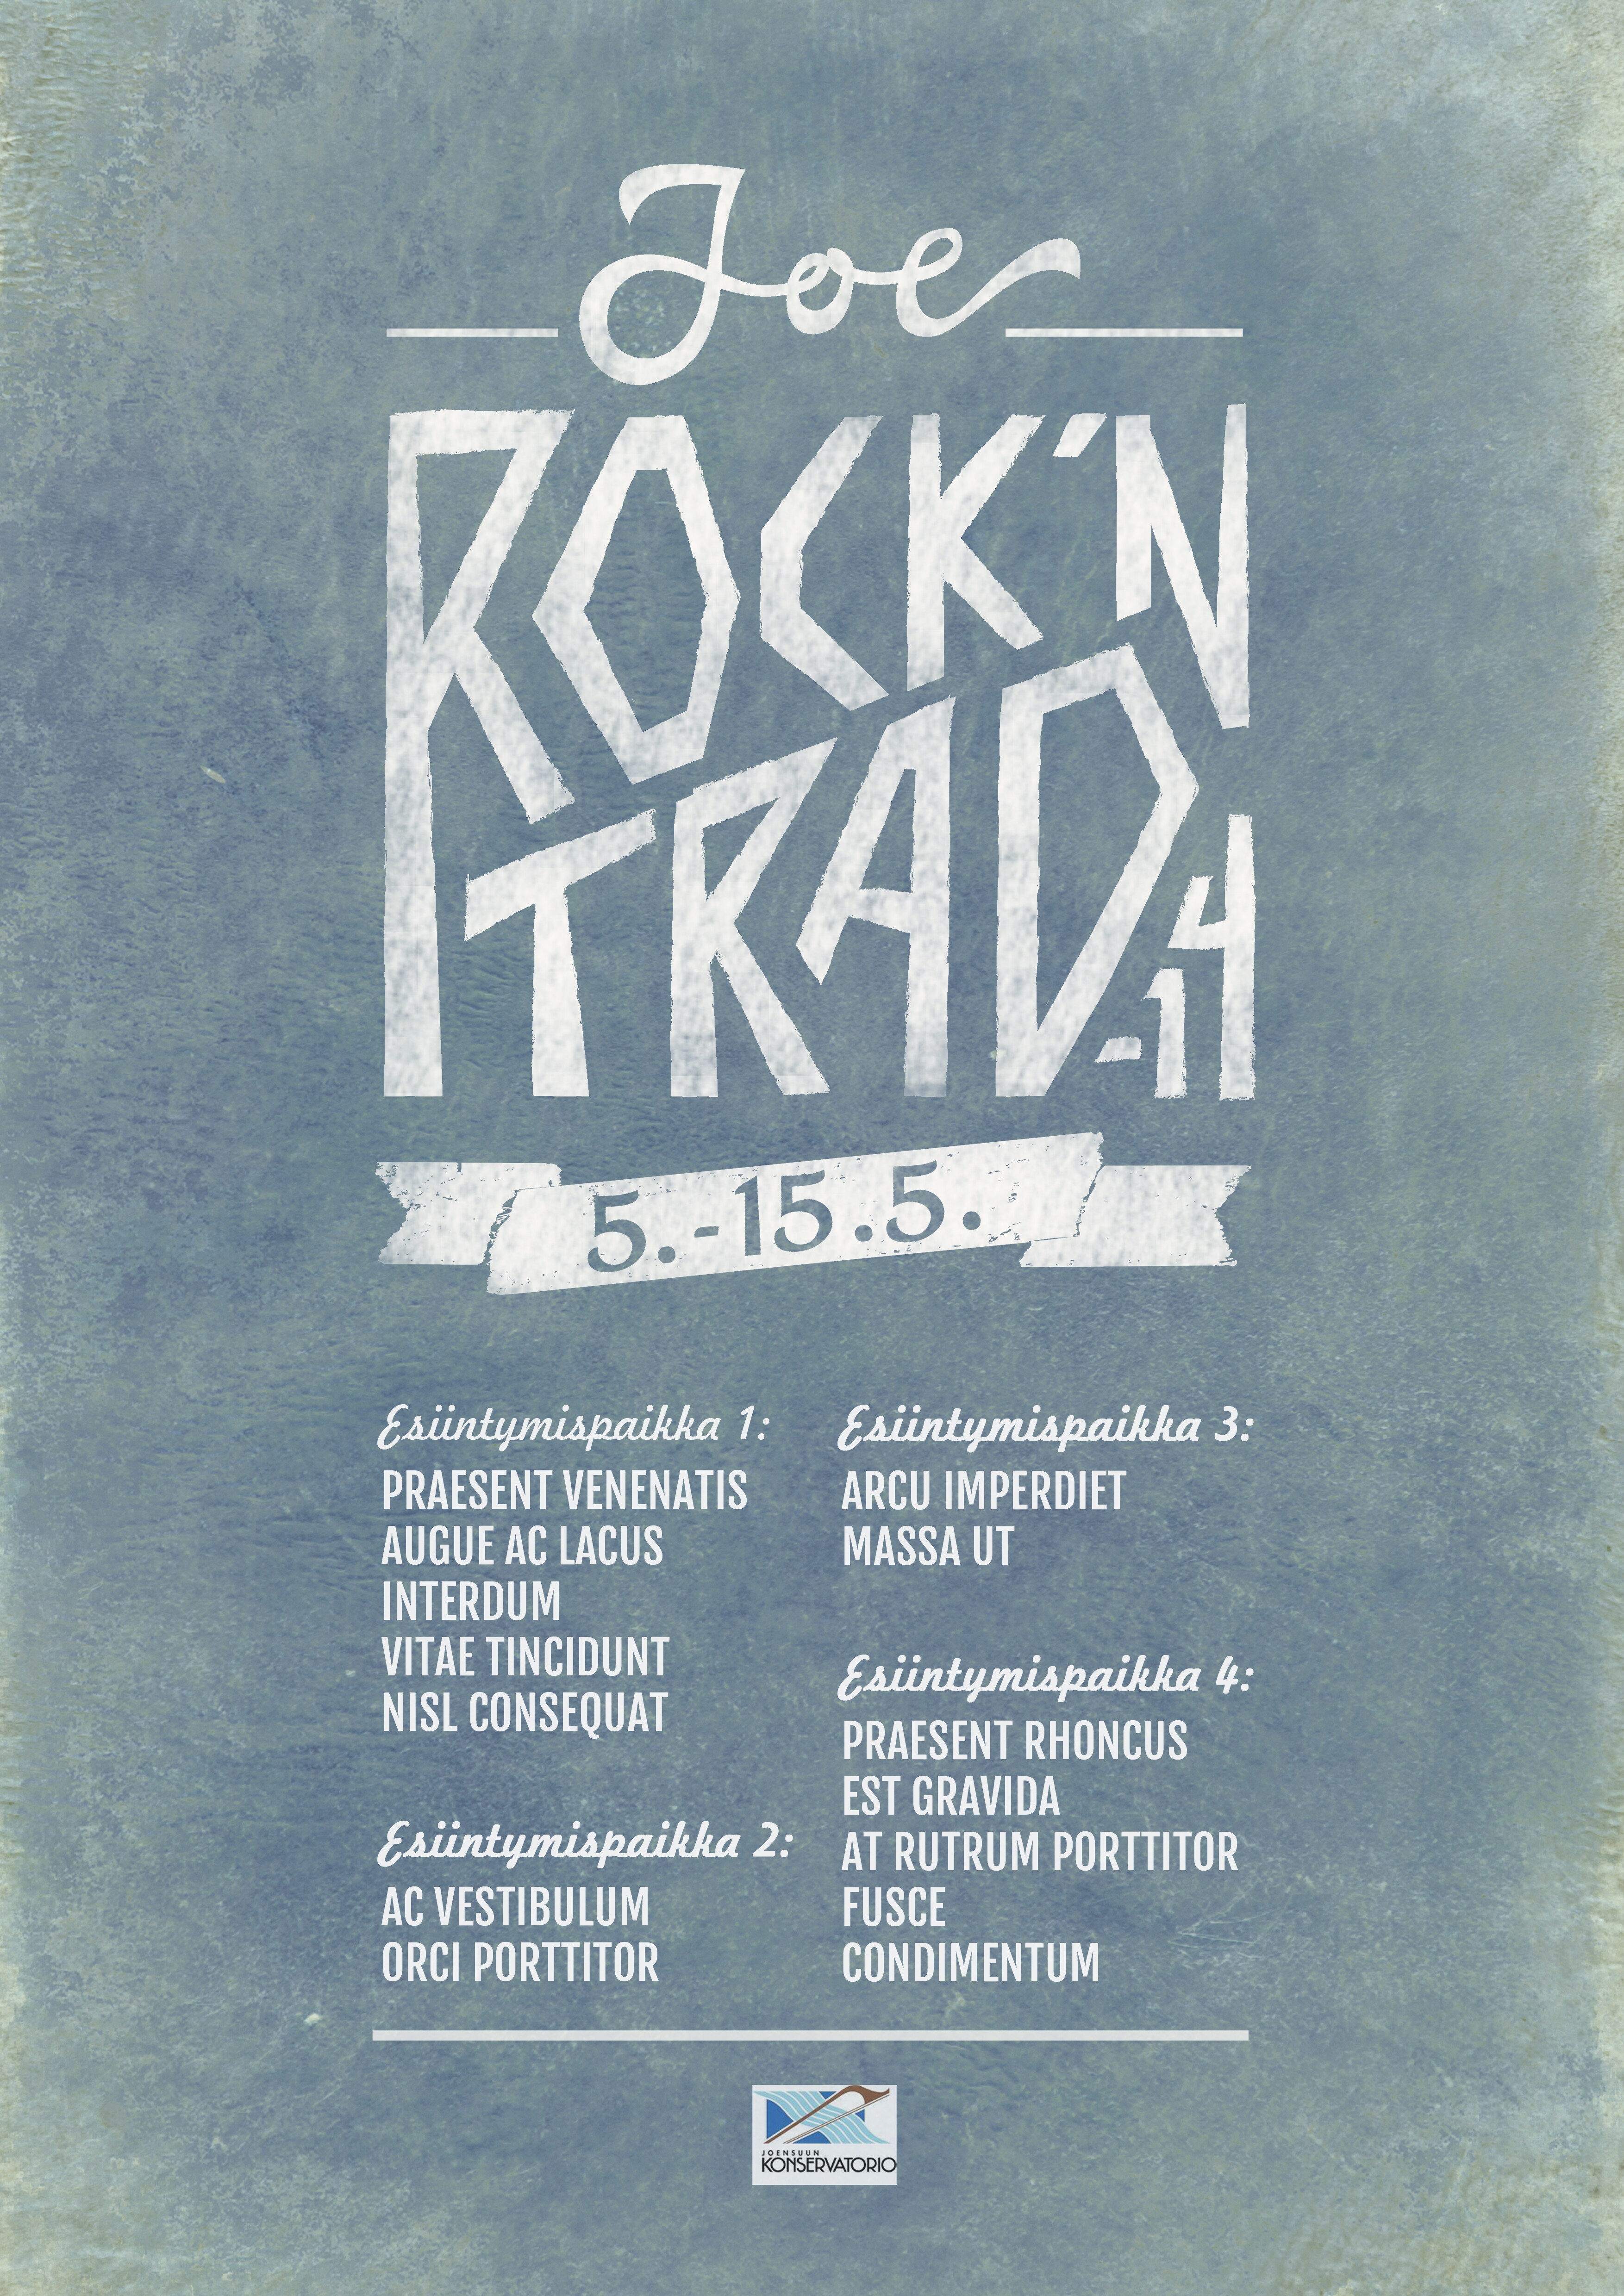 Joe
ROCK'N
TRAD-14
5.-15.5.
Esiintymispaikka 1:
PRAESENT VENENATIS
AUGUE AC LACUS
INTERDUM
VITAE TINCIDUNT
NISL CONSEQUAT
Esiintymispaikka 2:
AC VESTIBULUM
ORCI PORTTITOR
Esiintymispaikka 3:
ARCU IMPERDIET
MASSA UT
Esiintymispaikka 4:
PRAESENT RHONCUS
EST GRAVIDA
AT RUTRUM PORTTITOR
FUSCE
CONDIMENTUM
JOENSUUN
KONSERVATORIO